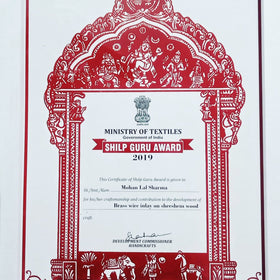 MINISTRY OF TEXTILES
Government of India
SHILP GURU AWARD
2019
This Certificate of Shilp Guru Award is given to
Mohan Lal Sharma
for his/her craftsmanship and contribution to the development of
Brass wire inlay on sheesham wood
craft
DEVELOPMENT COMMISSIONER
HANDICRAFTS